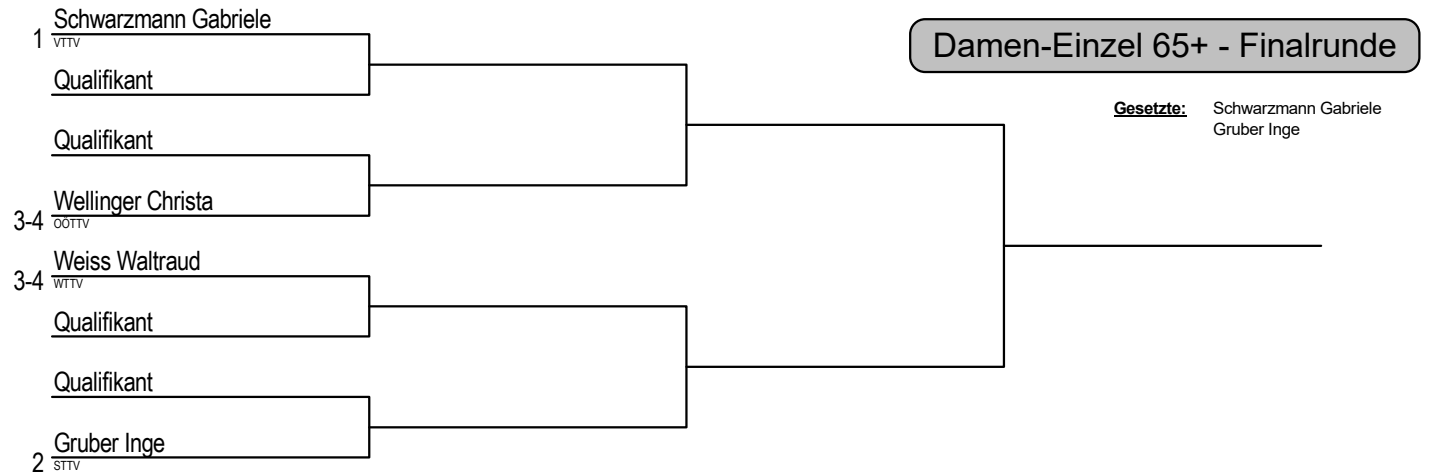 Damen-Einzel 65+ - Finalrunde
Gesetzte: Schwarzmann Gabriele
Gruber Inge
1 Schwarzmann Gabriele
VTTV
Qualifikant
Qualifikant
Wellinger Christa
3-4 OÖTTV
Weiss Waltraud
3-4 WTTV
Qualifikant
Qualifikant
Gruber Inge
2 STTV